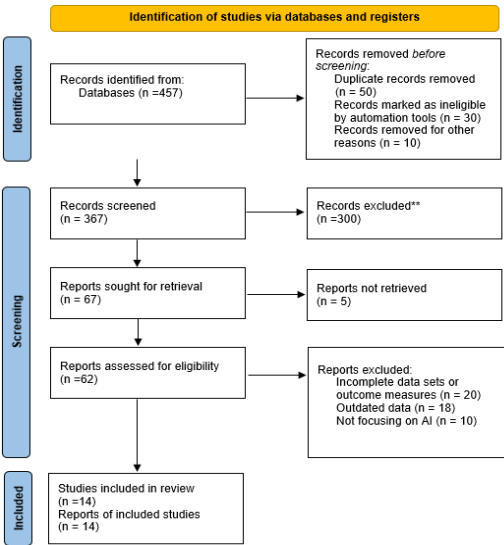 Identification of studies via databases and registers
Identification
Records identified from:
Databases (n =457)
Records removed before
screening:
Duplicate records removed
(n = 50)
Records marked as ineligible
by automation tools (n = 30)
Records removed for other
reasons (n = 10)
Screening
Records screened
(n = 367)
Records excluded**
(n =300)
Reports sought for retrieval
(n = 67)
Reports not retrieved
(n = 5)
Reports assessed for eligibility
(n =62)
Reports excluded:
Incomplete data sets or
outcome measures (n = 20)
Outdated data (n = 18)
Not focusing on AI (n = 10)
Included
Studies included in review
(n =14)
Reports of included studies
(n = 14)